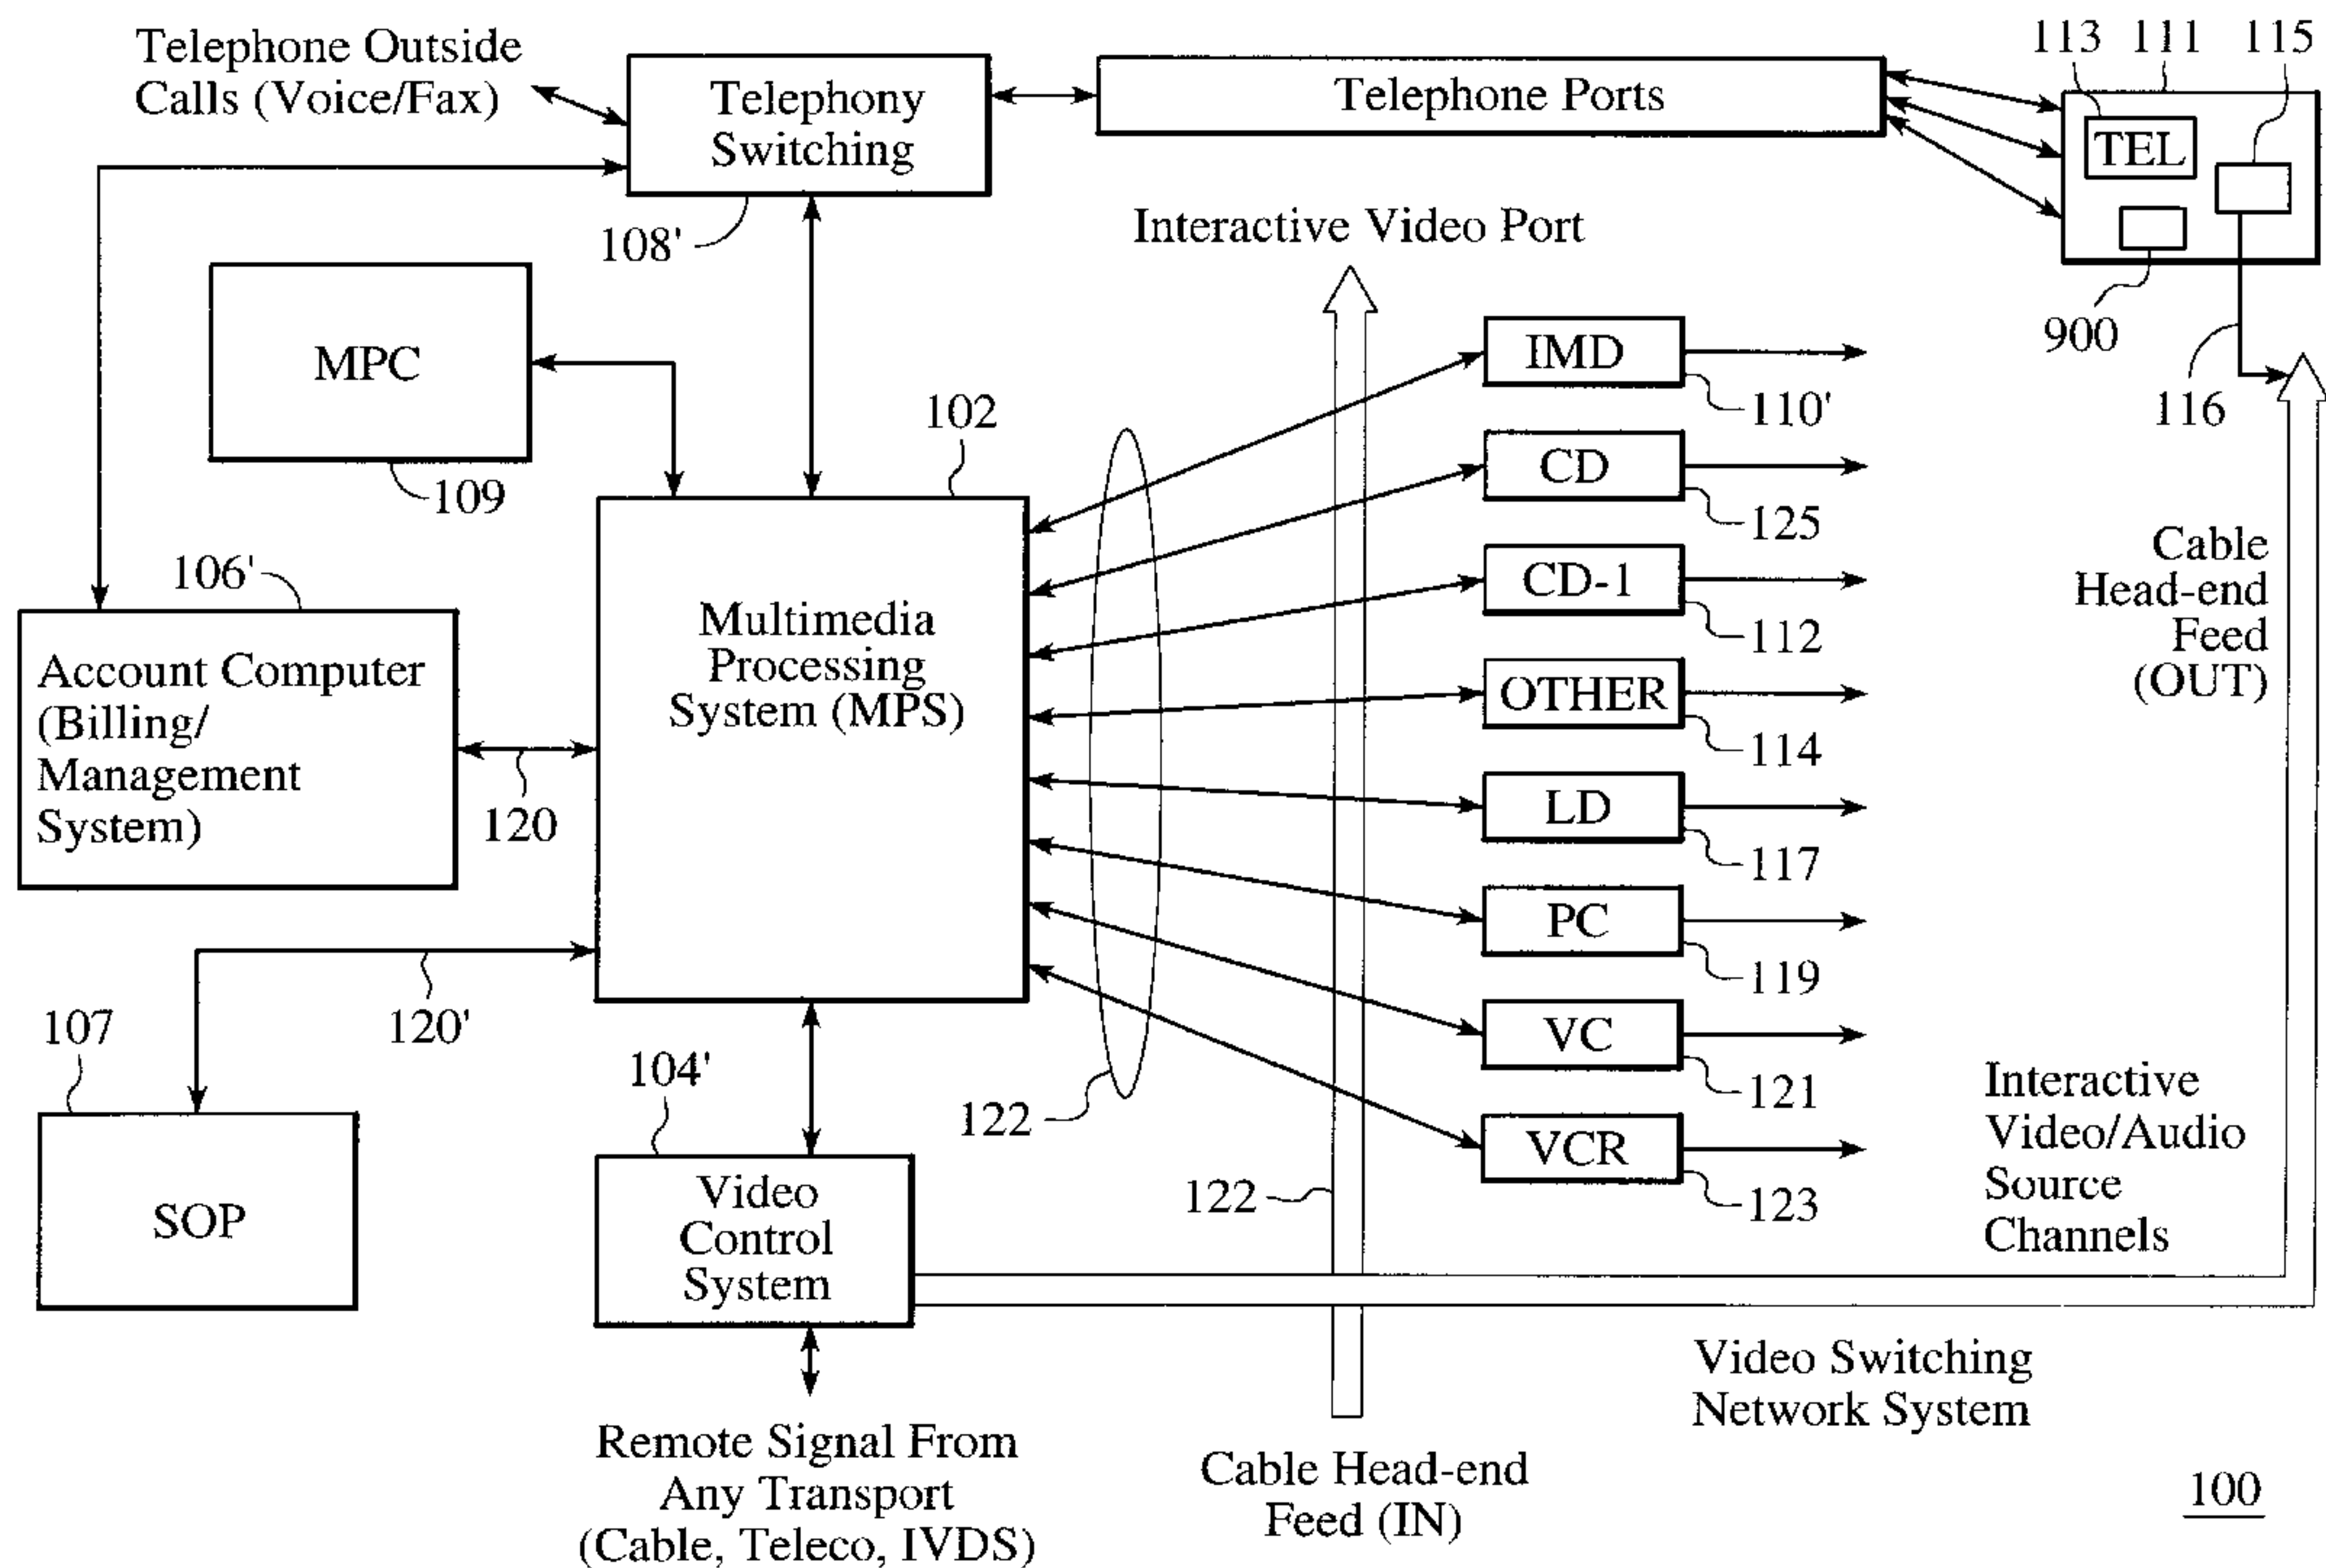 Telephone Outside
Calls (Voice/Fax)
Telephony
Switching
108'
Telephone Ports
113
111
115
TEL
900
116
Interactive Video Port
MPC
109
102
IMD
110'
CD
125
CD-1
112
OTHER
114
LD
117
PC
119
VC
121
VCR
123
Cable
Head-end
Feed
(OUT)
106'
Account Computer
(Billing/
Management
System)
120
Multimedia
Processing
System (MPS)
120'
107
SOP
104'
Video
Control
System
122
122
Interactive
Video/Audio
Source
Channels
Video Switching
Network System
Remote Signal From
Any Transport
(Cable, Teleco, IVDS)
Cable Head-end
Feed (IN)
100